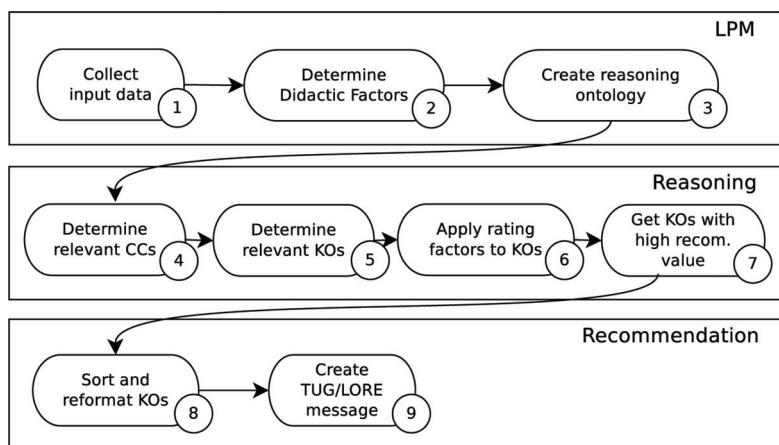 LPM
Collect
input data
1
Determine
Didactic Factors
2
Create reasoning
ontology
3
Reasoning
Determine
relevant CCs
4
Determine
relevant KOs
5
Apply rating
factors to KOs
6
Get KOs with
high recom.
value
7
Recommendation
Sort and
reformat KOs
8
Create
TUG/LORE
message
9